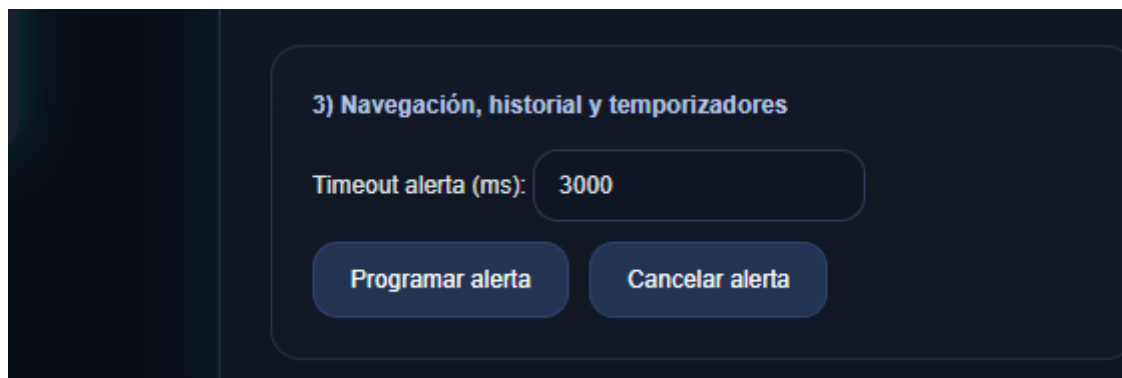 3) Navegación, historial y temporizadores
Timeout alerta (ms): 3000
Programar alerta Cancelar alerta